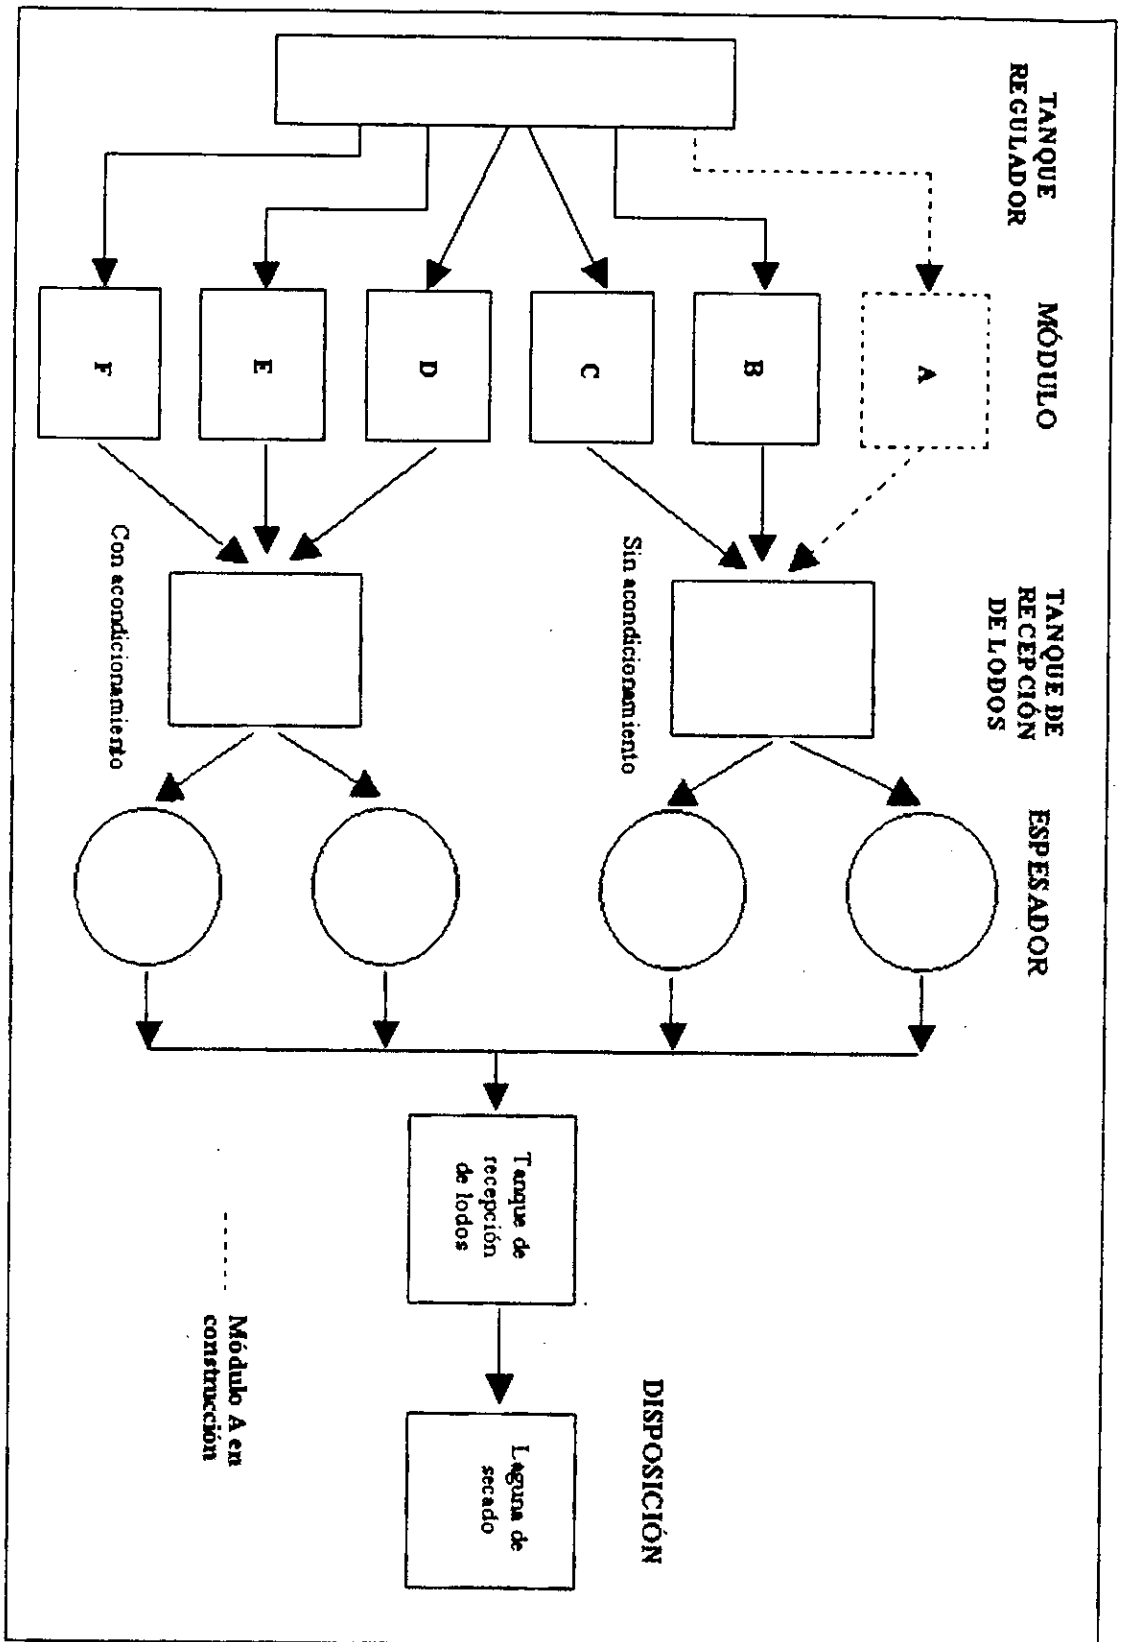 TANQUE
REGULADOR
MÓDULO
TANQUE DE
RECEPCIÓN
DE LODOS
ESPESADOR
A
B
C
D
E
F
Sin acondicionamiento
Con acondicionamiento
DISPOSICIÓN
Tanque de
recepción
de lodos
Laguna de
secado
Módulo A en
construcción